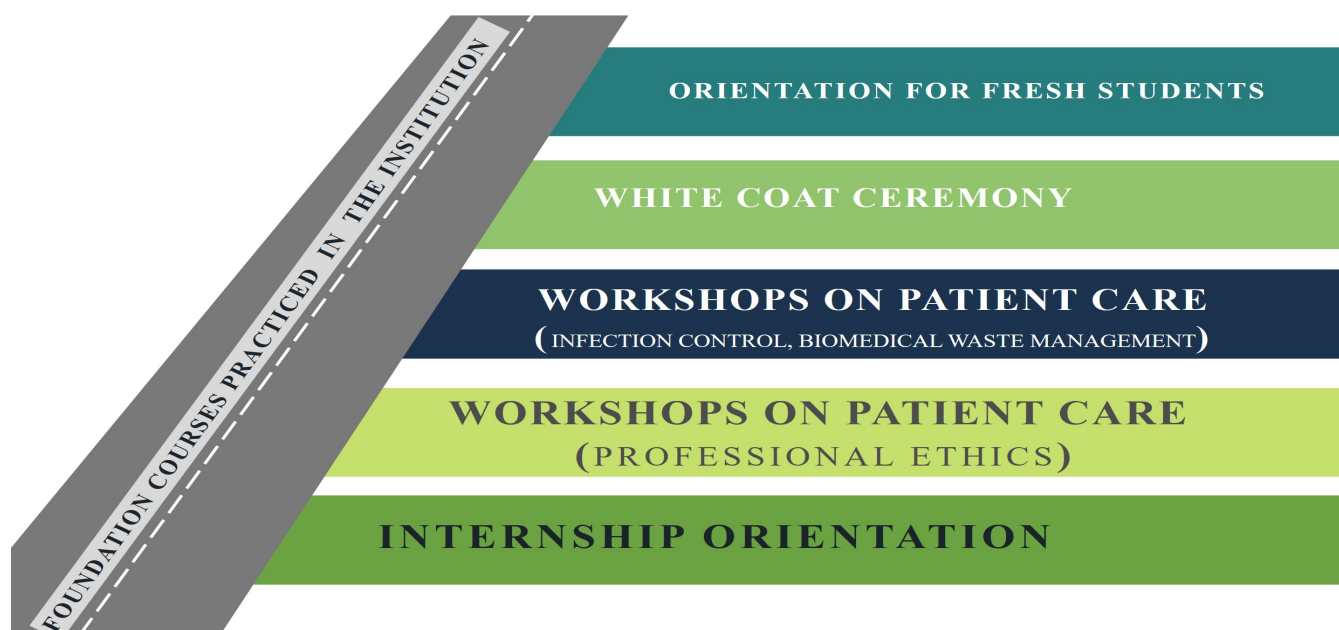 FOUNDATION COURSES PRACTICED IN THE INSTITUTION
ORIENTATION FOR FRESH STUDENTS
WHITE COAT CEREMONY
WORKSHOPS ON PATIENT CARE
(INFECTION CONTROL, BIOMEDICAL WASTE MANAGEMENT)
WORKSHOPS ON PATIENT CARE
(PROFESSIONAL ETHICS)
INTERNSHIP ORIENTATION